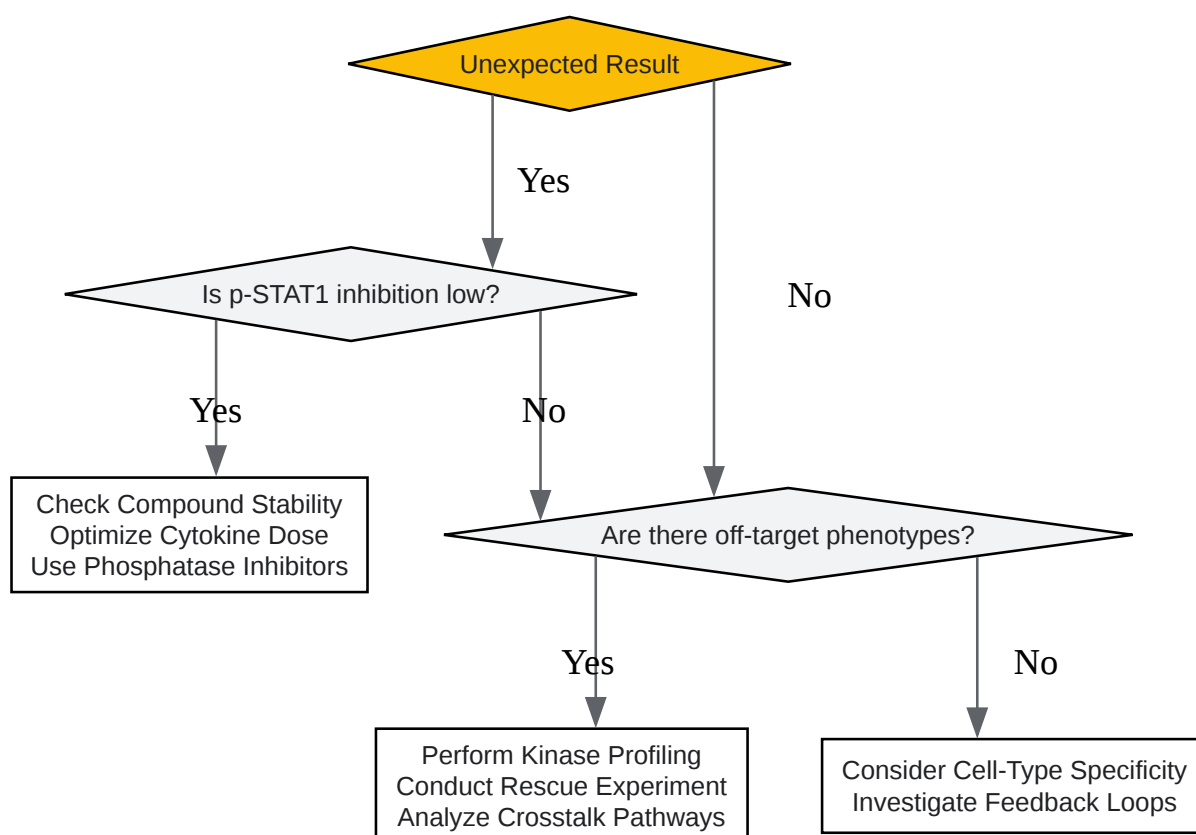 Unexpected Result
Yes
No
Is p-STAT1 inhibition low?
Yes
No
Check Compound Stability
Optimize Cytokine Dose
Use Phosphatase Inhibitors
Are there off-target phenotypes?
Yes
No
Perform Kinase Profiling
Conduct Rescue Experiment
Analyze Crosstalk Pathways
Consider Cell-Type Specificity
Investigate Feedback Loops